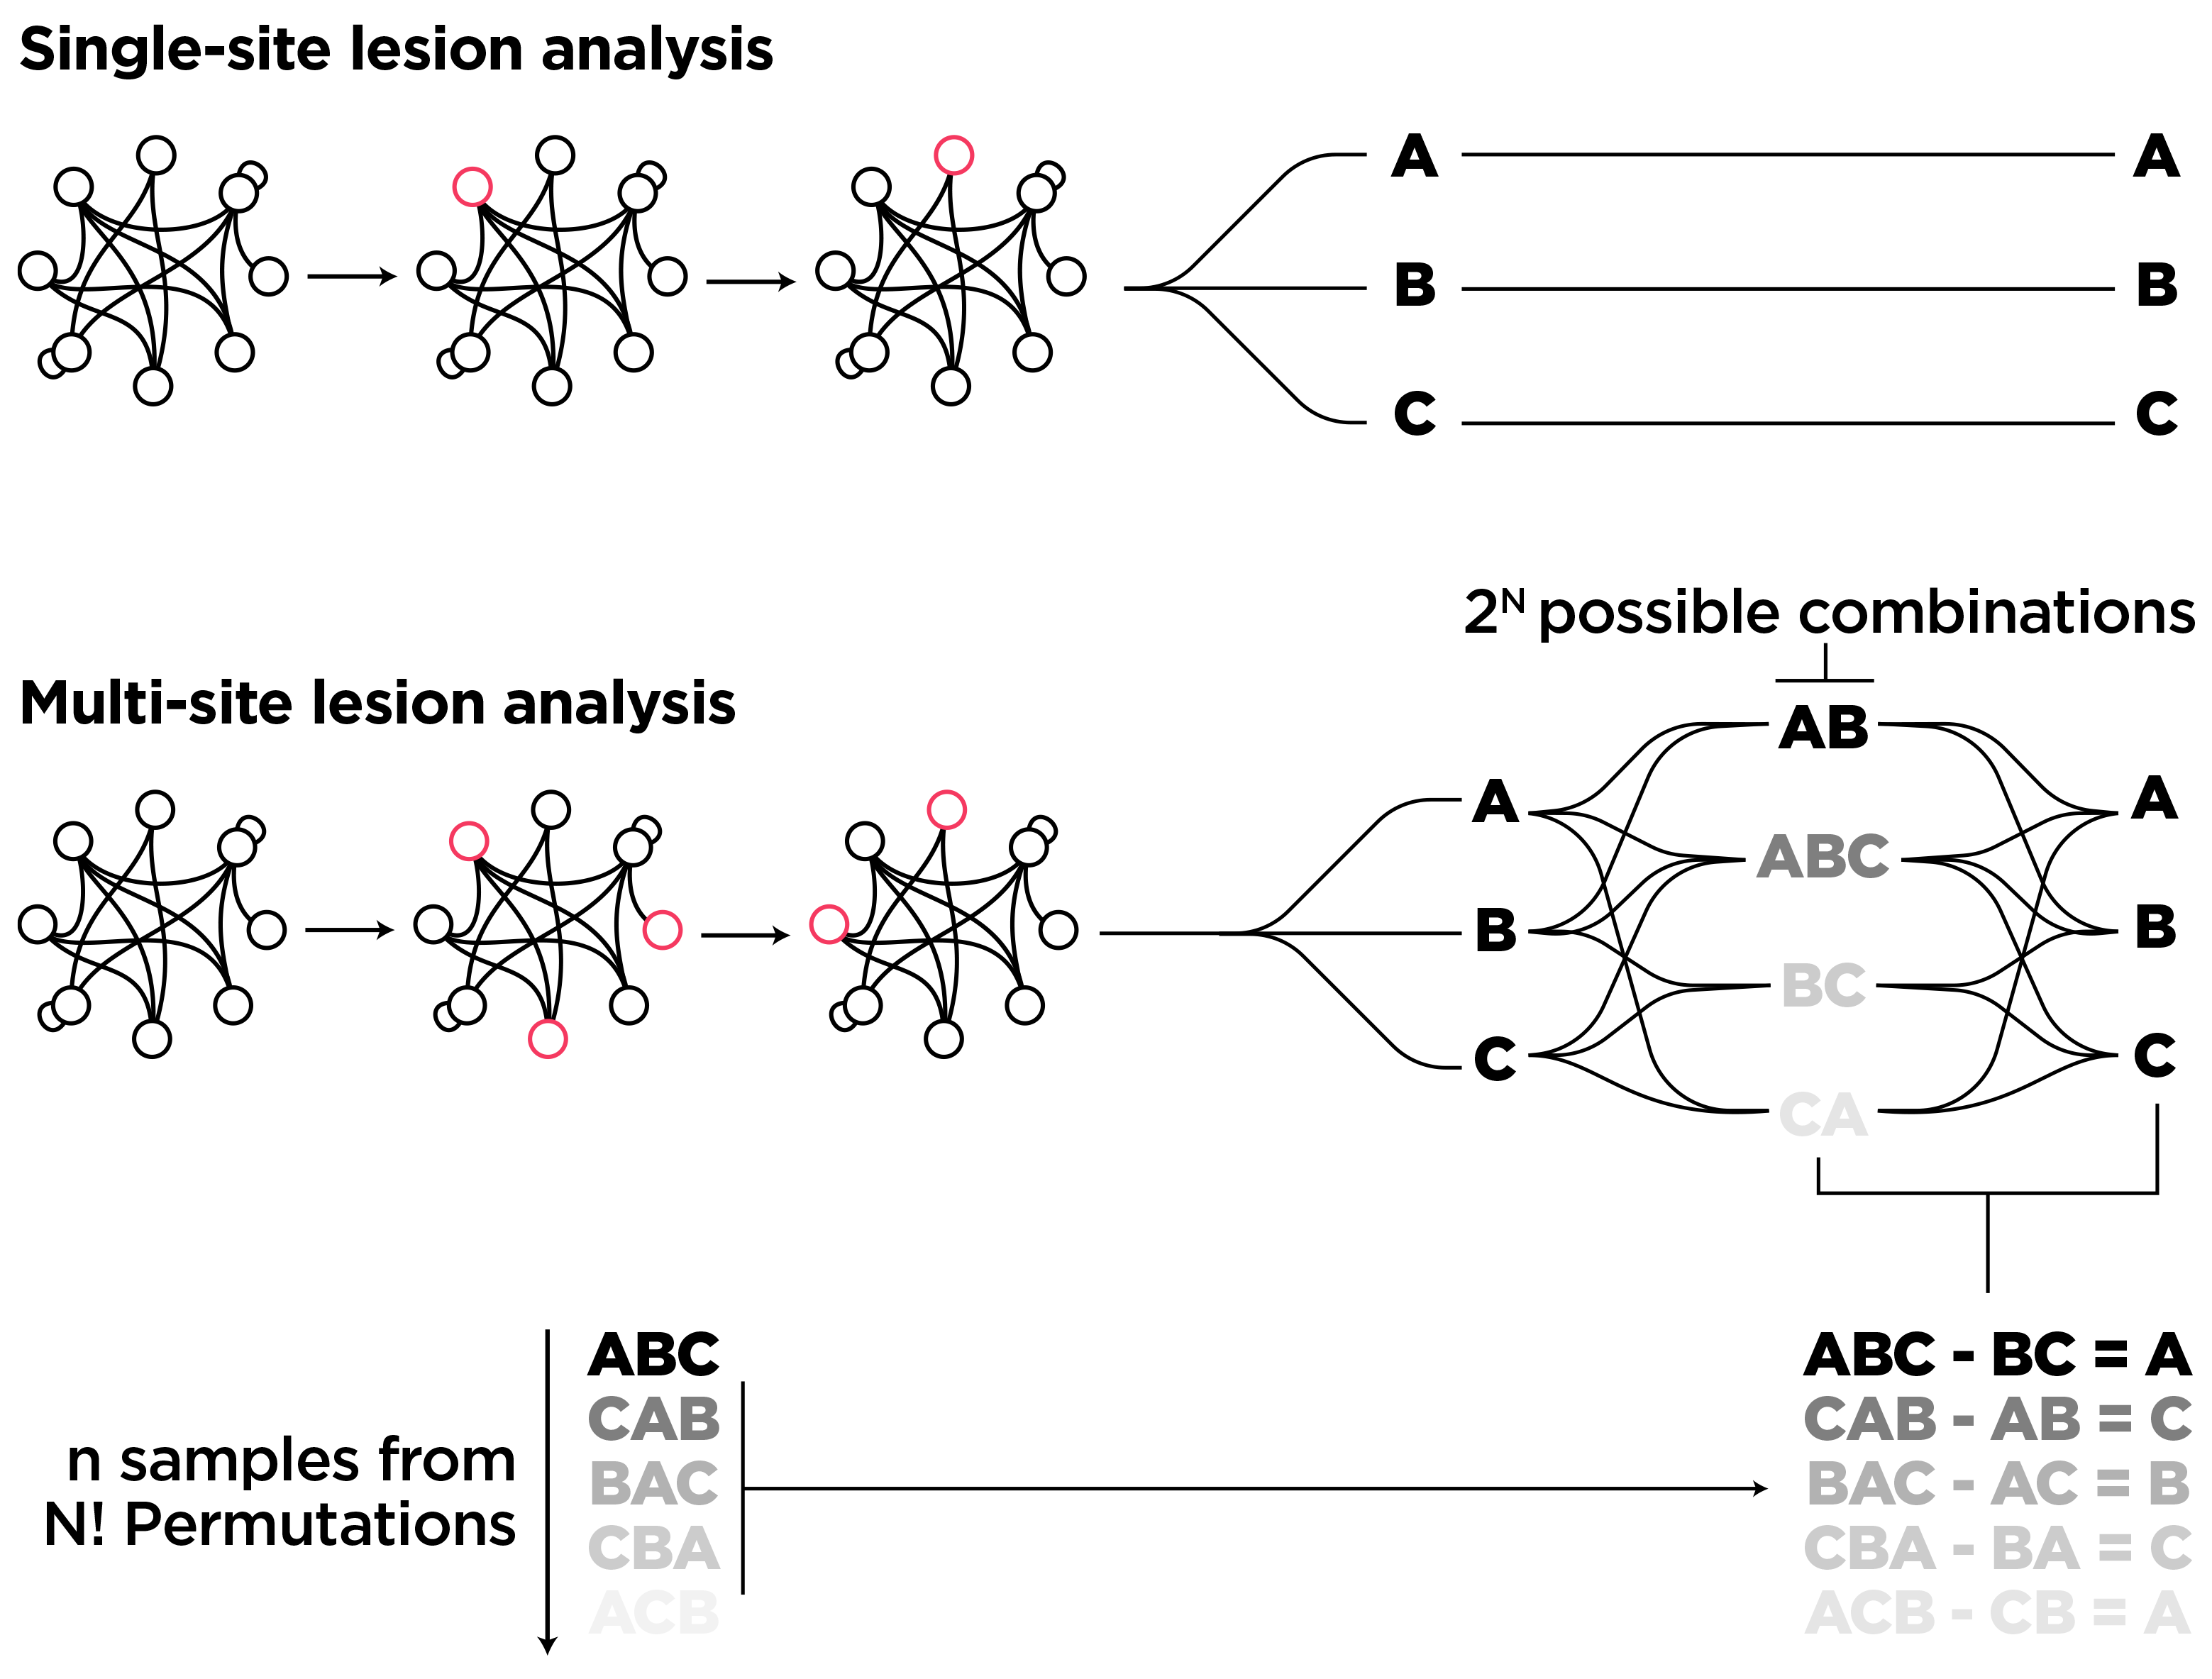 Single-site lesion analysis
A A
B B
C C
2ᴺ possible combinations
Multi-site lesion analysis
AB
A ABC A
B BC B
C CA C
n samples from
N! Permutations
ABC
CAB
BAC
CBA
ACB
ABC - BC = A
CAB - AB = C
BAC - AC = B
CBA - BA = C
ACB - CB = A